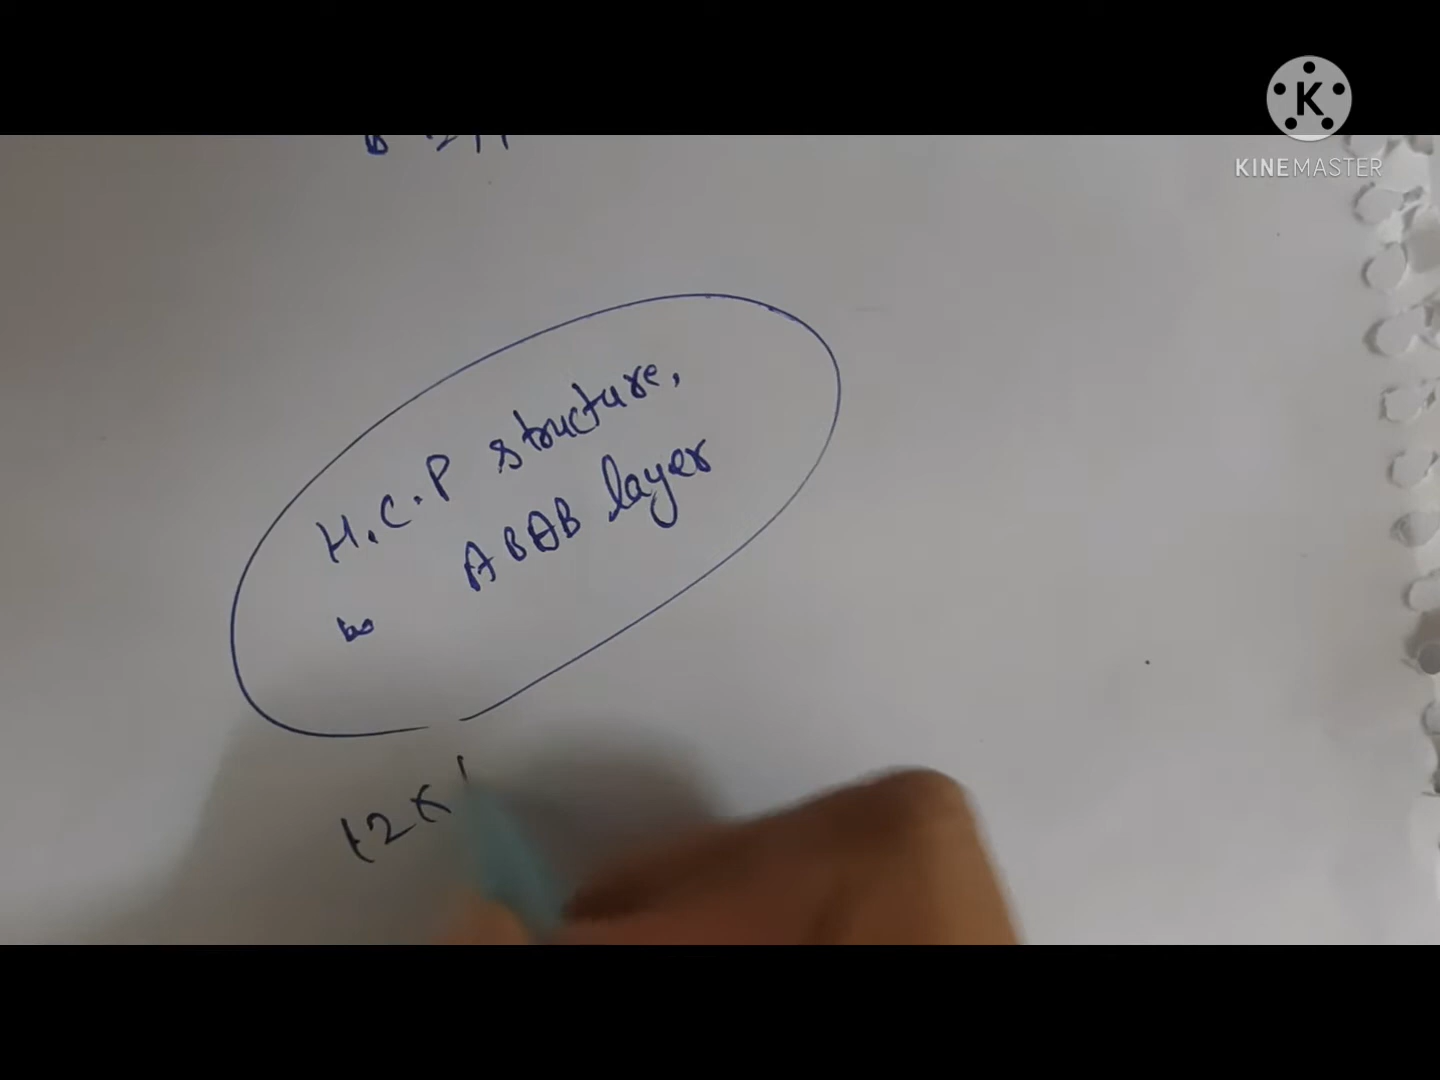 K
KINEMASTER
H.C.P structure,
ABAB layer
12 x